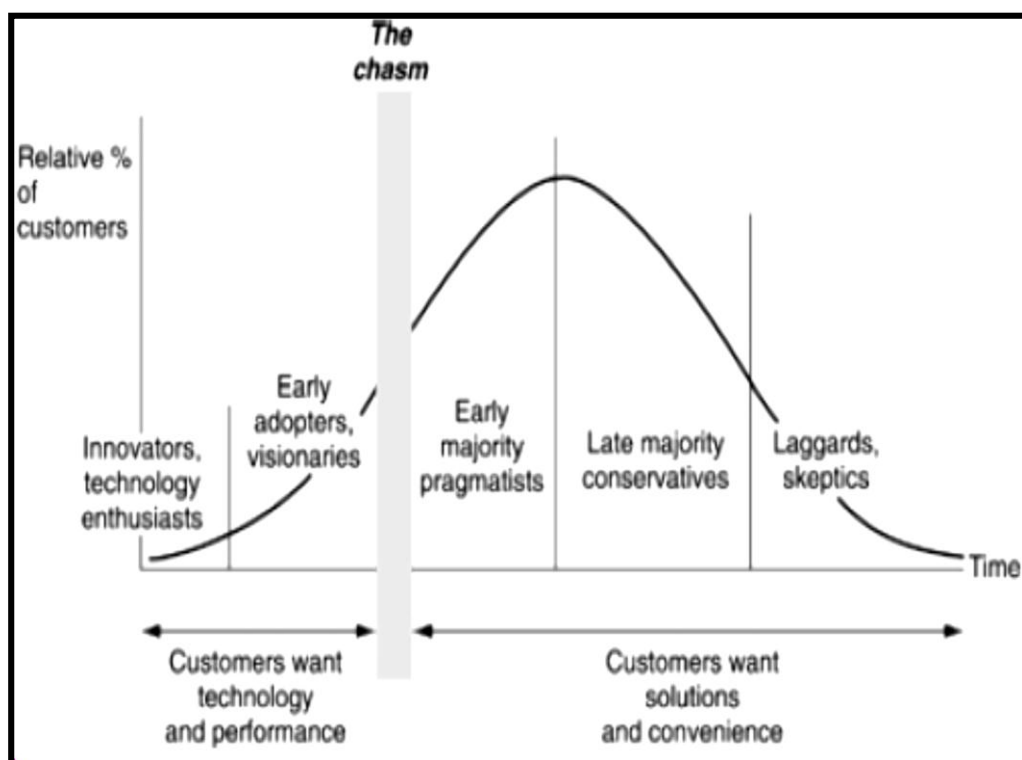 The
chasm
Relative %
of
customers
Early
adopters,
visionaries
Innovators,
technology
enthusiasts
Early
majority
pragmatists
Late majority
conservatives
Laggards,
skeptics
Time
Customers want
technology
and performance
Customers want
solutions
and convenience